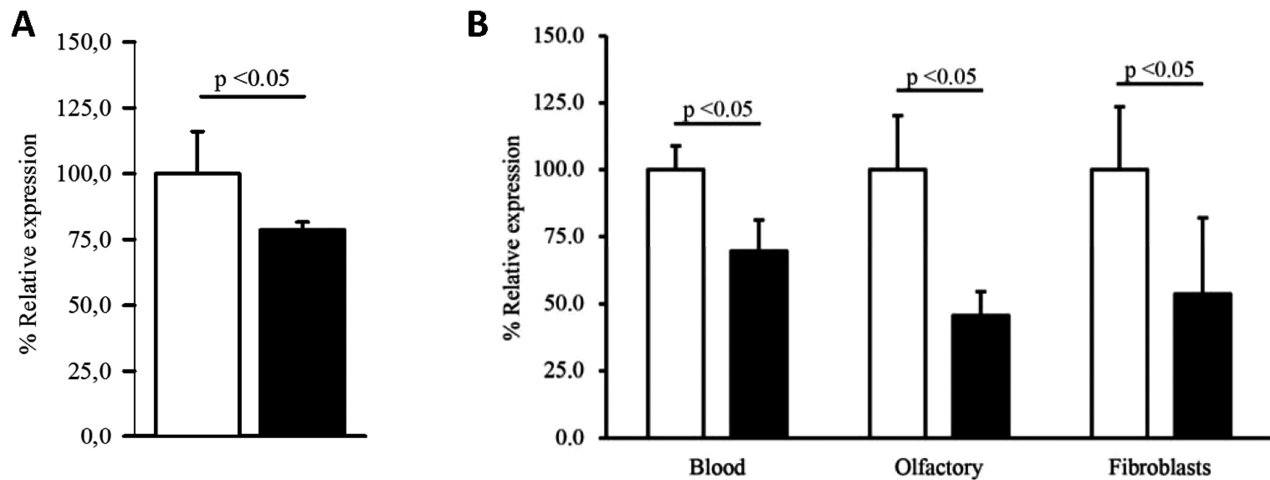 A
% Relative expression
150,0
125,0
100,0
75,0
50,0
25,0
0,0
p <0.05
B
% Relative expression
150.0
125.0
100.0
75.0
50.0
25.0
0.0
p <0.05
p <0.05
p <0.05
Blood
Olfactory
Fibroblasts